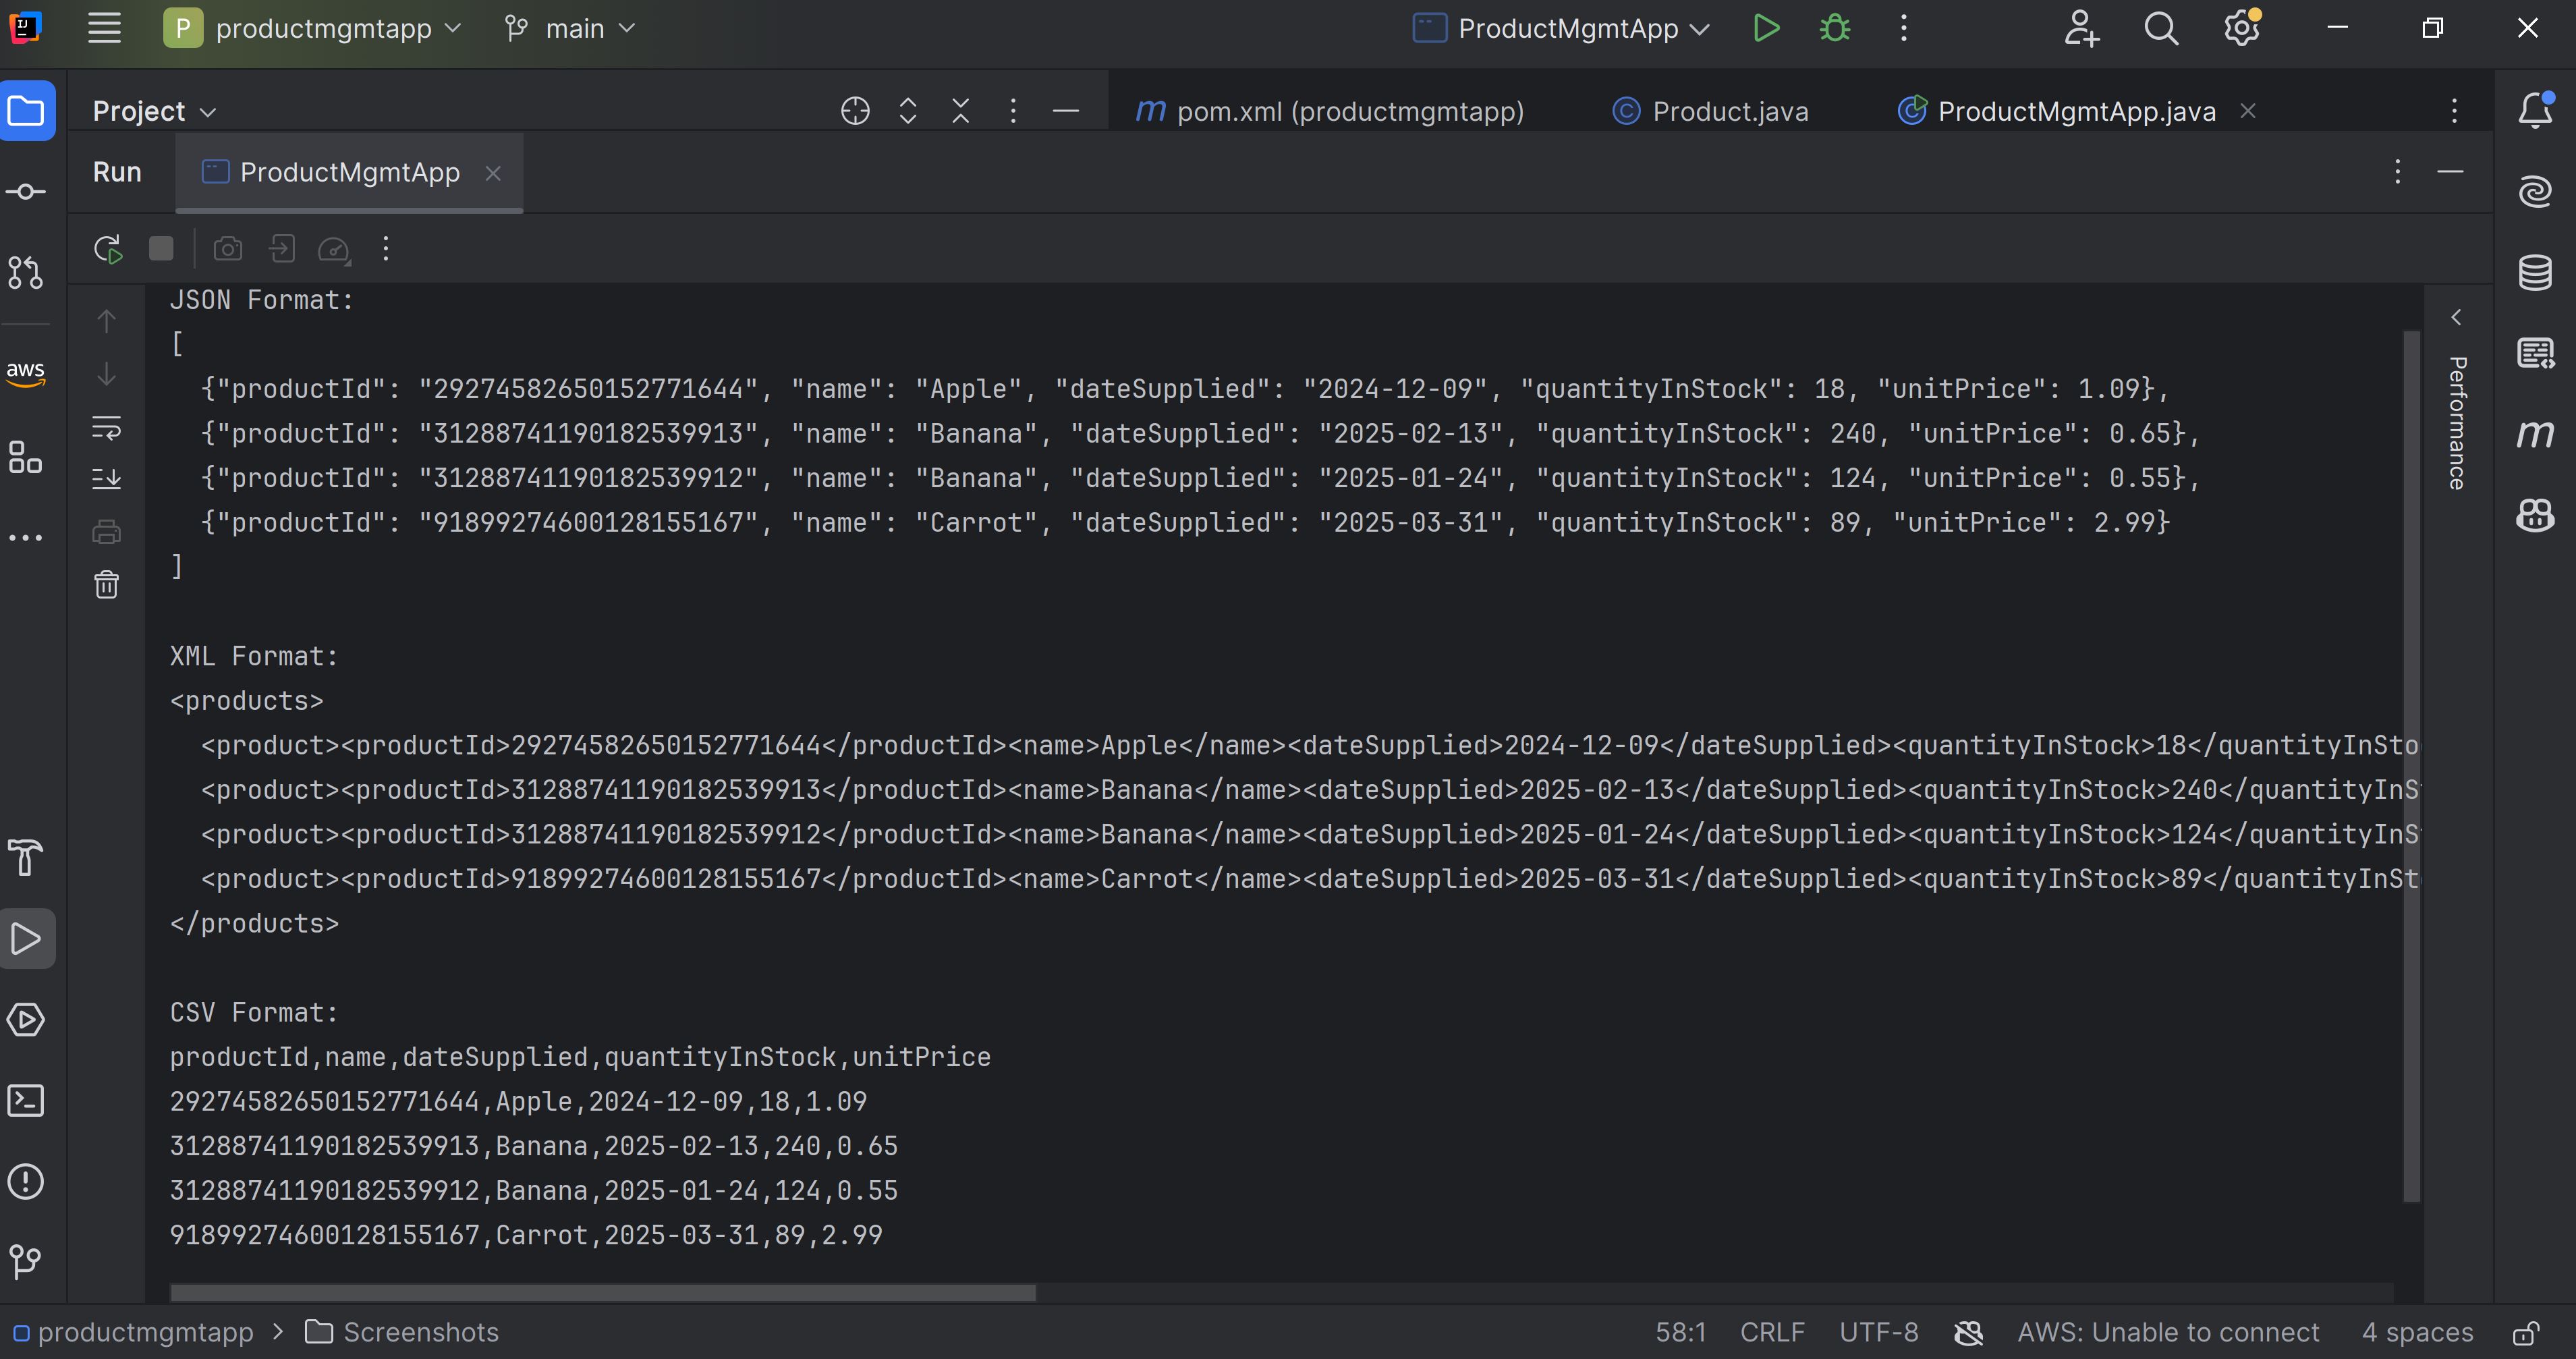 P productmgmtapp main ProductMgmtApp
Project m pom.xml (productmgmtapp) Product.java ProductMgmtApp.java
Run ProductMgmtApp
JSON Format:
[
  {"productId": "29274582650152771644", "name": "Apple", "dateSupplied": "2024-12-09", "quantityInStock": 18, "unitPrice": 1.09},
  {"productId": "31288741190182539913", "name": "Banana", "dateSupplied": "2025-02-13", "quantityInStock": 240, "unitPrice": 0.65},
  {"productId": "31288741190182539912", "name": "Banana", "dateSupplied": "2025-01-24", "quantityInStock": 124, "unitPrice": 0.55},
  {"productId": "91899274600128155167", "name": "Carrot", "dateSupplied": "2025-03-31", "quantityInStock": 89, "unitPrice": 2.99}
]
XML Format:
<products>
  <product><productId>29274582650152771644</productId><name>Apple</name><dateSupplied>2024-12-09</dateSupplied><quantityInStock>18</quantityInSto
  <product><productId>31288741190182539913</productId><name>Banana</name><dateSupplied>2025-02-13</dateSupplied><quantityInStock>240</quantityInS
  <product><productId>31288741190182539912</productId><name>Banana</name><dateSupplied>2025-01-24</dateSupplied><quantityInStock>124</quantityInS
  <product><productId>91899274600128155167</productId><name>Carrot</name><dateSupplied>2025-03-31</dateSupplied><quantityInStock>89</quantityInSt
</products>
CSV Format:
productId,name,dateSupplied,quantityInStock,unitPrice
29274582650152771644,Apple,2024-12-09,18,1.09
31288741190182539913,Banana,2025-02-13,240,0.65
31288741190182539912,Banana,2025-01-24,124,0.55
91899274600128155167,Carrot,2025-03-31,89,2.99
Performance
aws
m
productmgmtapp > Screenshots 58:1 CRLF UTF-8 AWS: Unable to connect 4 spaces